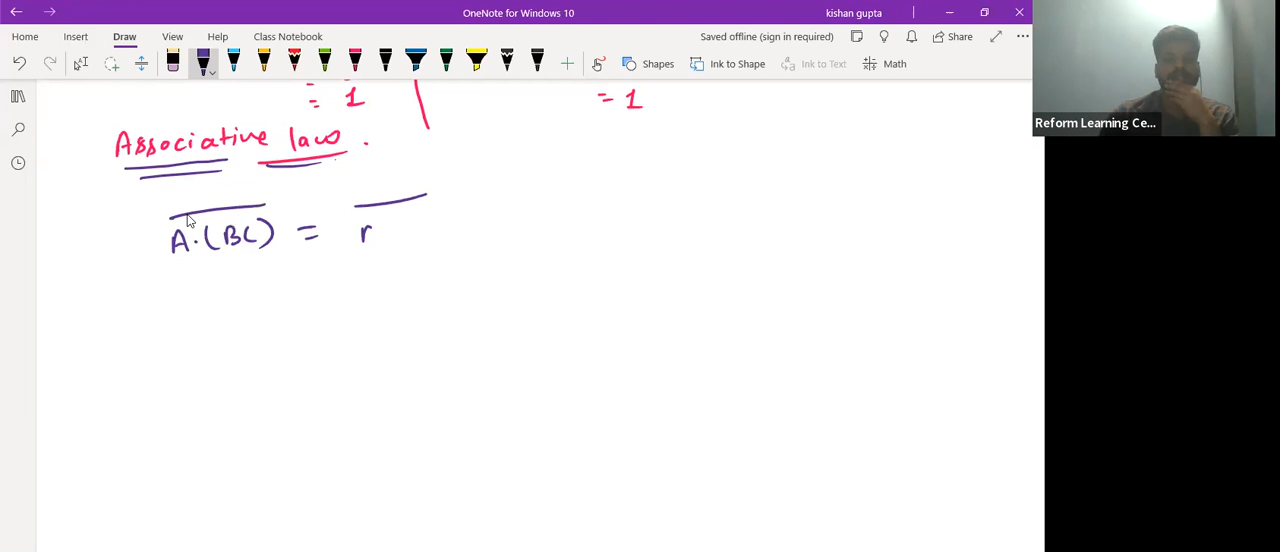 OneNote for Windows 10
kishan gupta
Home Insert Draw View Help Class Notebook
Saved offline (sign in required)
Share
Shapes
Ink to Shape
Ink to Text
Math
Reform Learning Ce...
= 1
= 1
Associative law.
A.(BC) = r